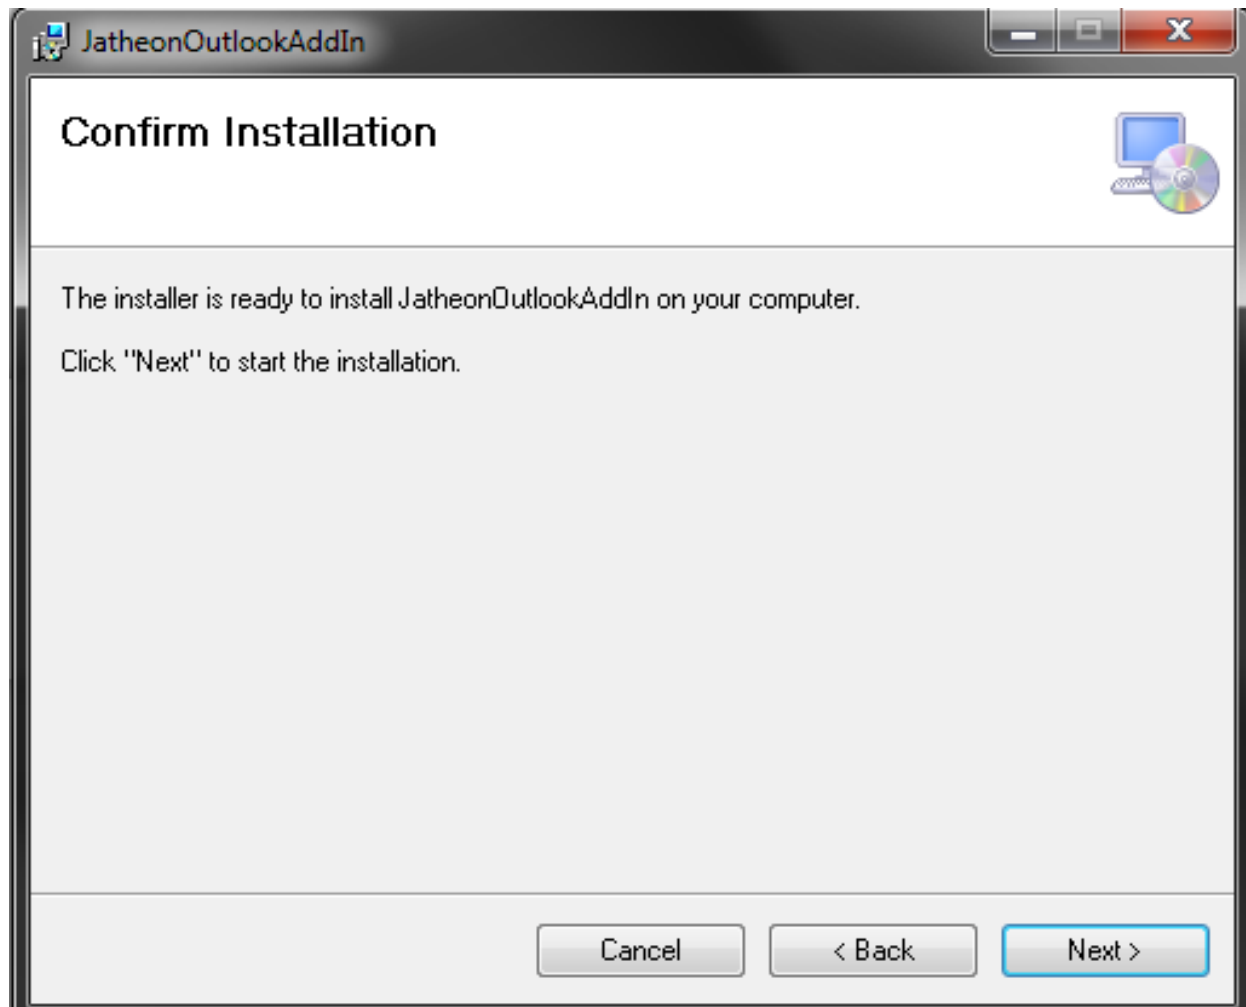 JatheonOutlookAddIn
Confirm Installation
The installer is ready to install JatheonOutlookAddIn on your computer.
Click "Next" to start the installation.
Cancel
< Back
Next >